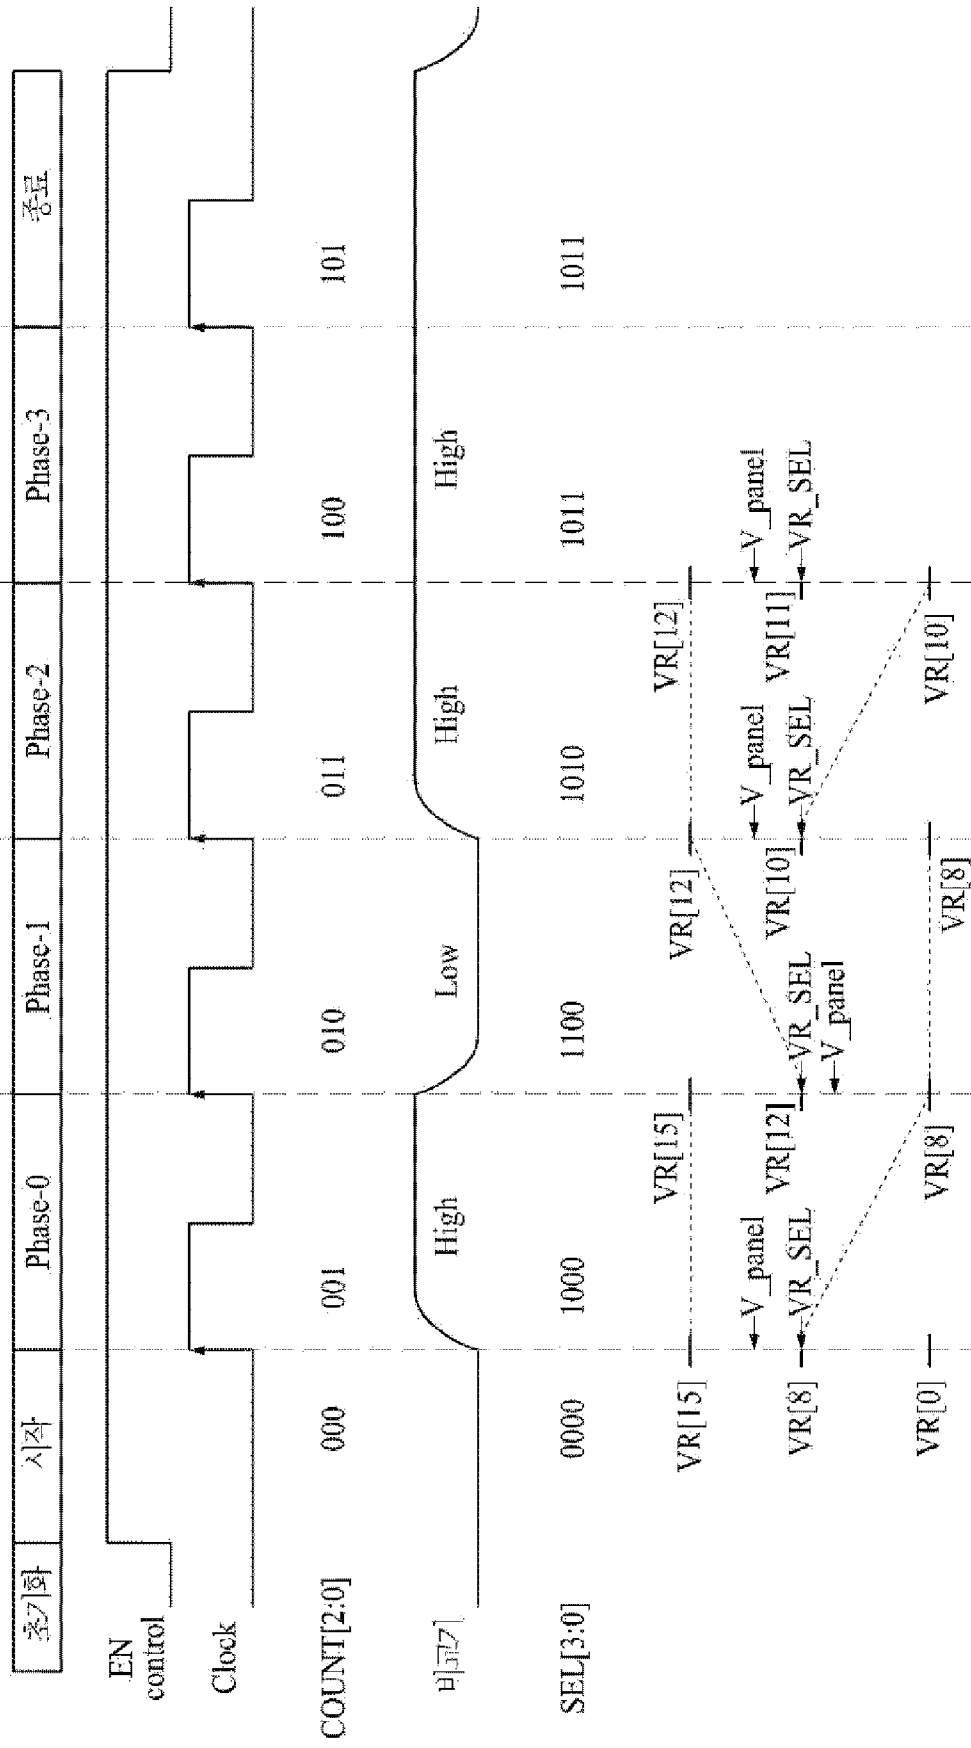 초기화 시작 Phase-0 Phase-1 Phase-2 Phase-3 종료
EN
control
Clock
COUNT[2:0] 000 001 010 011 100 101
비교기 High Low High High
SEL[3:0] 0000 1000 1100 1010 1011 1011
VR[15] VR[15] VR[12] VR[12]
V_panel V_panel V_panel
VR[8] VR_SEL VR[12] VR_SEL VR[10] VR_SEL VR[11] VR_SEL
V_panel
VR[0] VR[8] VR[8] VR[10]